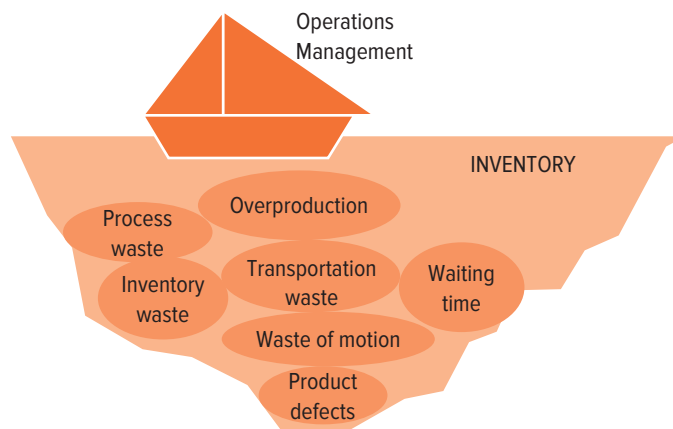 Operations
Management
INVENTORY
Overproduction
Process
waste
Transportation
waste
Waiting
time
Inventory
waste
Waste of motion
Product
defects